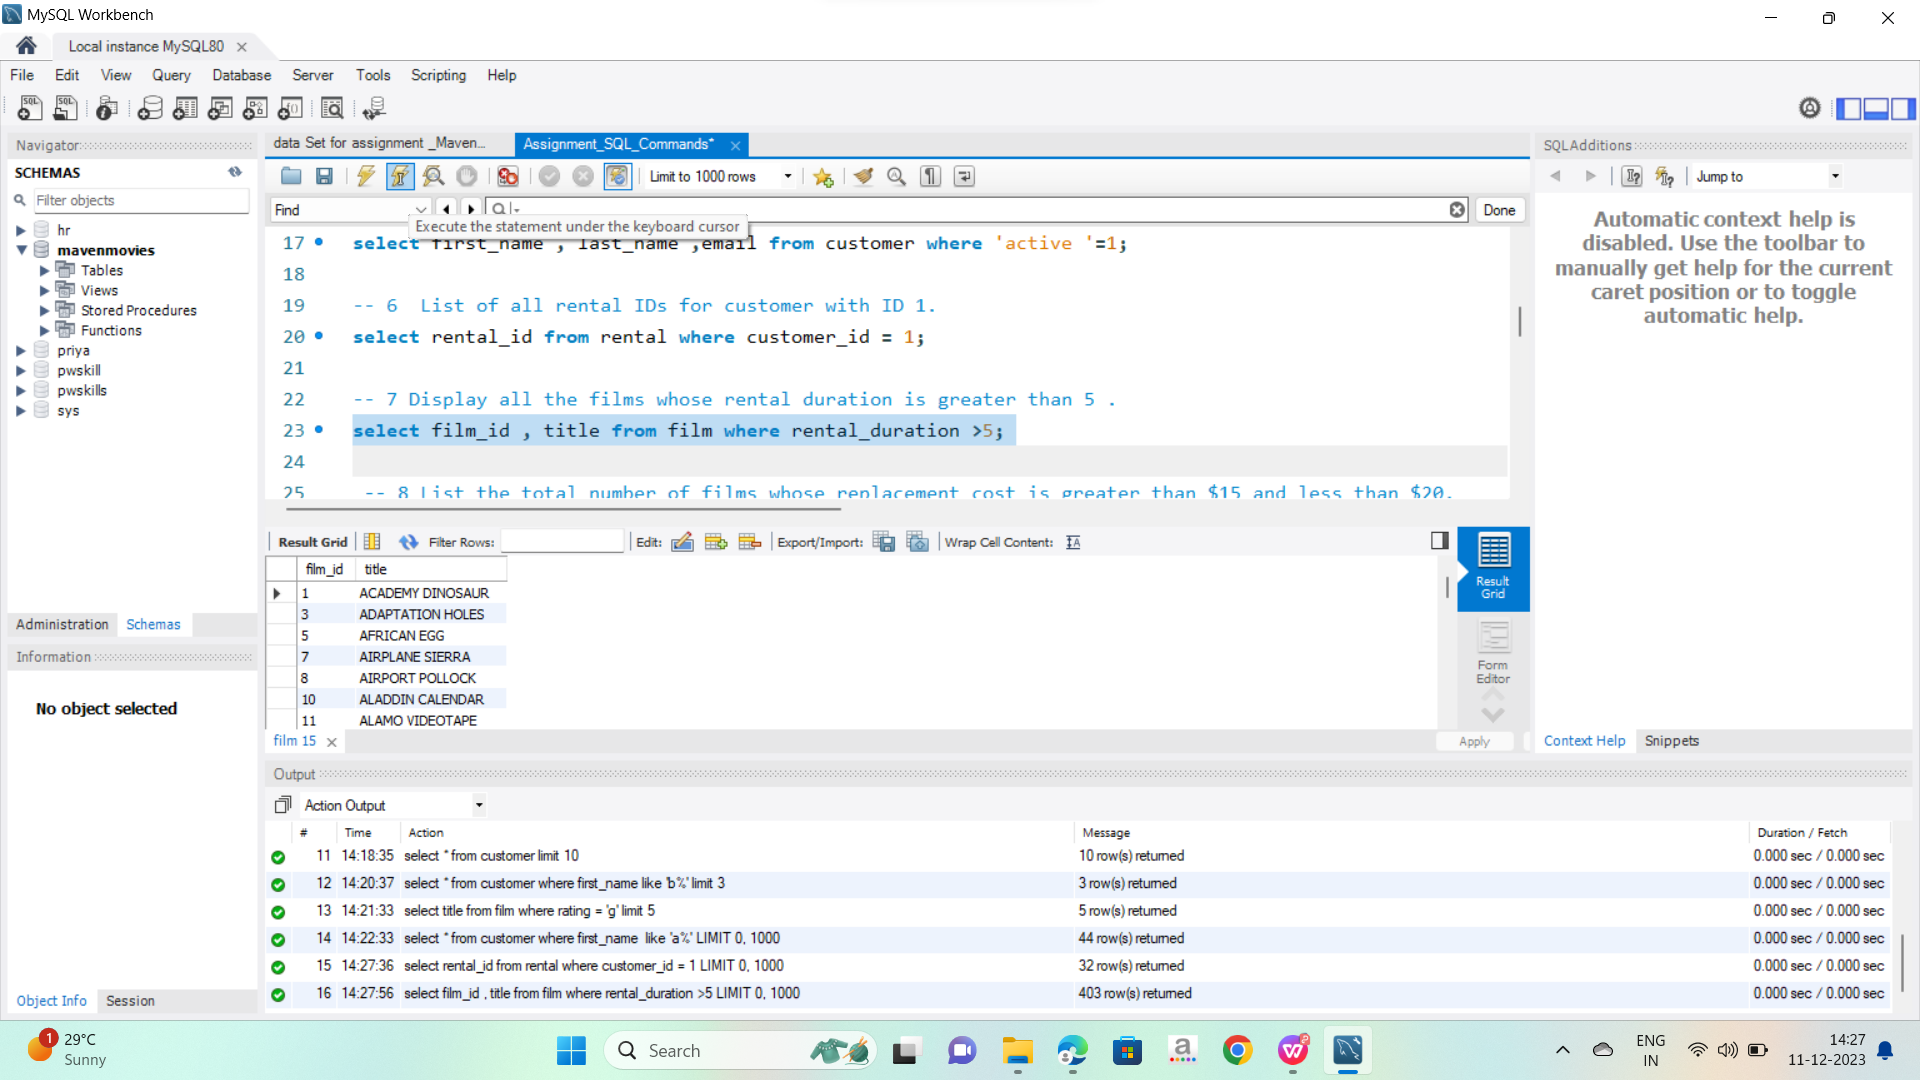 MySQL Workbench
Local instance MySQL80
File Edit View Query Database Server Tools Scripting Help
Navigator
SCHEMAS
Filter objects
hr
mavenmovies
Tables
Views
Stored Procedures
Functions
priya
pwskill
pwskills
sys
Administration Schemas
Information
No object selected
Object Info Session
data Set for assignment _Maven...
Assignment_SQL_Commands*
Limit to 1000 rows
Find
Done
Execute the statement under the keyboard cursor
17 select first_name , last_name ,email from customer where 'active '=1;
18
19 -- 6 List of all rental IDs for customer with ID 1.
20 select rental_id from rental where customer_id = 1;
21
22 -- 7 Display all the films whose rental duration is greater than 5 .
23 select film_id , title from film where rental_duration >5;
24
25 -- 8 List the total number of films whose replacement cost is greater than $15 and less than $20.
Result Grid Filter Rows: Edit: Export/Import: Wrap Cell Content:
film_id title
1 ACADEMY DINOSAUR
3 ADAPTATION HOLES
5 AFRICAN EGG
7 AIRPLANE SIERRA
8 AIRPORT POLLOCK
10 ALADDIN CALENDAR
11 ALAMO VIDEOTAPE
Result
Grid
Form
Editor
film 15
Apply
SQLAdditions
Jump to
Automatic context help is
disabled. Use the toolbar to
manually get help for the current
caret position or to toggle
automatic help.
Context Help Snippets
Output
Action Output
# Time Action Message Duration / Fetch
11 14:18:35 select * from customer limit 10 10 row(s) returned 0.000 sec / 0.000 sec
12 14:20:37 select * from customer where first_name like 'b%' limit 3 3 row(s) returned 0.000 sec / 0.000 sec
13 14:21:33 select title from film where rating = 'g' limit 5 5 row(s) returned 0.000 sec / 0.000 sec
14 14:22:33 select * from customer where first_name like 'a%' LIMIT 0, 1000 44 row(s) returned 0.000 sec / 0.000 sec
15 14:27:36 select rental_id from rental where customer_id = 1 LIMIT 0, 1000 32 row(s) returned 0.000 sec / 0.000 sec
16 14:27:56 select film_id , title from film where rental_duration >5 LIMIT 0, 1000 403 row(s) returned 0.000 sec / 0.000 sec
1
29°C
Sunny
Search
ENG
IN
14:27
11-12-2023